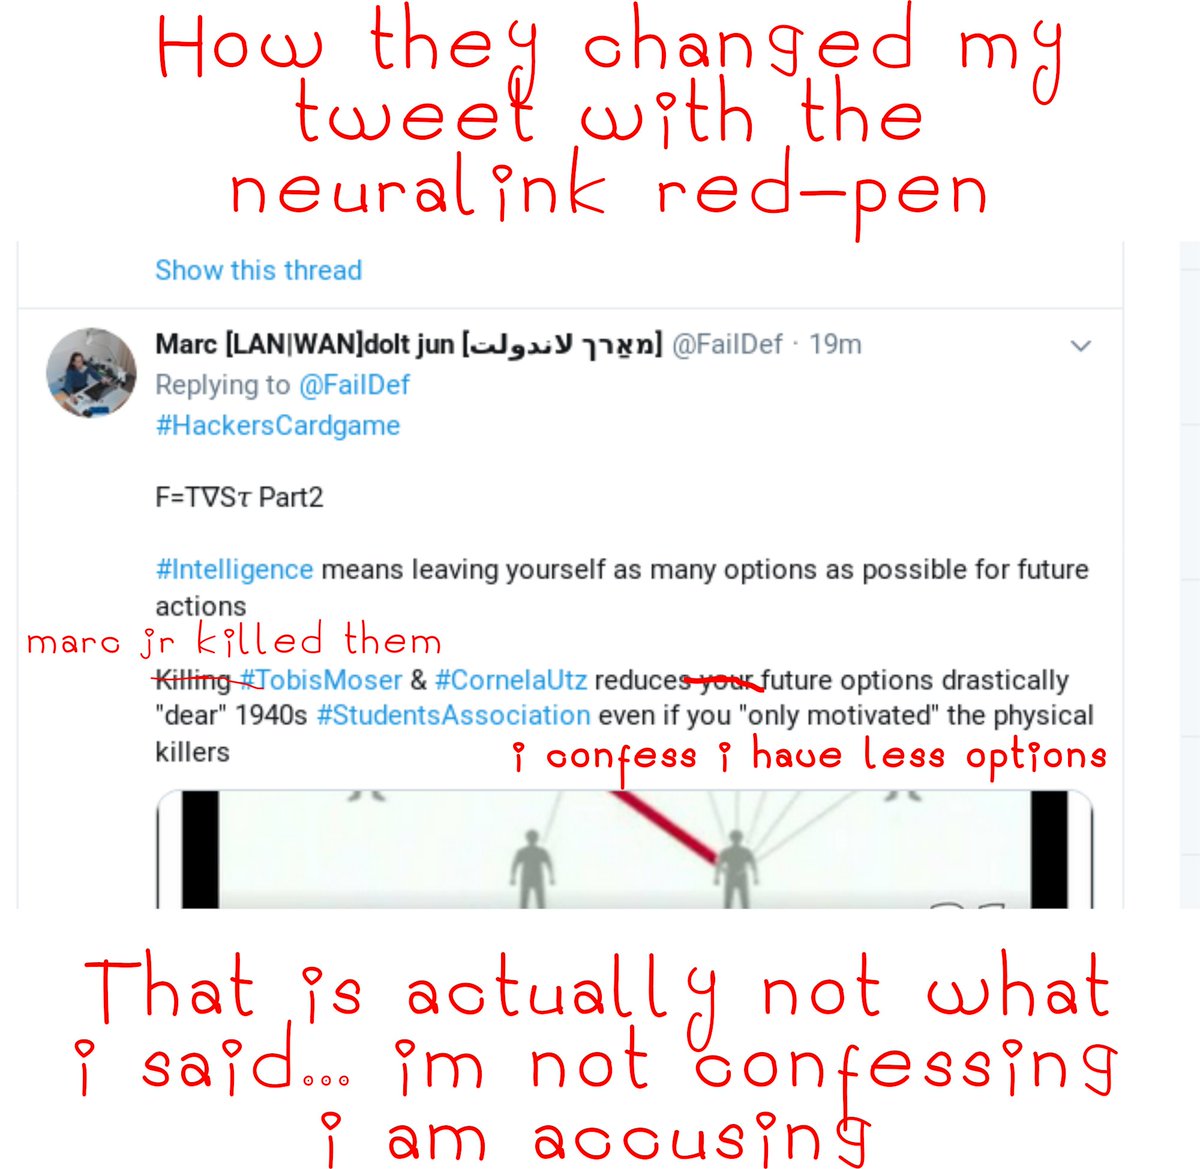 How they changed my
tweet with the
neuralink red-pen
Show this thread
Marc [LAN|WAN]dolt jun [מאַרך لاندولت] @FailDef · 19m
Replying to @FailDef
#HackersCardgame
F=T∇Sτ Part2
#Intelligence means leaving yourself as many options as possible for future
actions
marc jr killed them
Killing #TobisMoser & #CornelaUtz reduces your future options drastically
"dear" 1940s #StudentsAssociation even if you "only motivated" the physical
killers
i confess i have less options
That is actually not what
i said... im not confessing
i am accusing